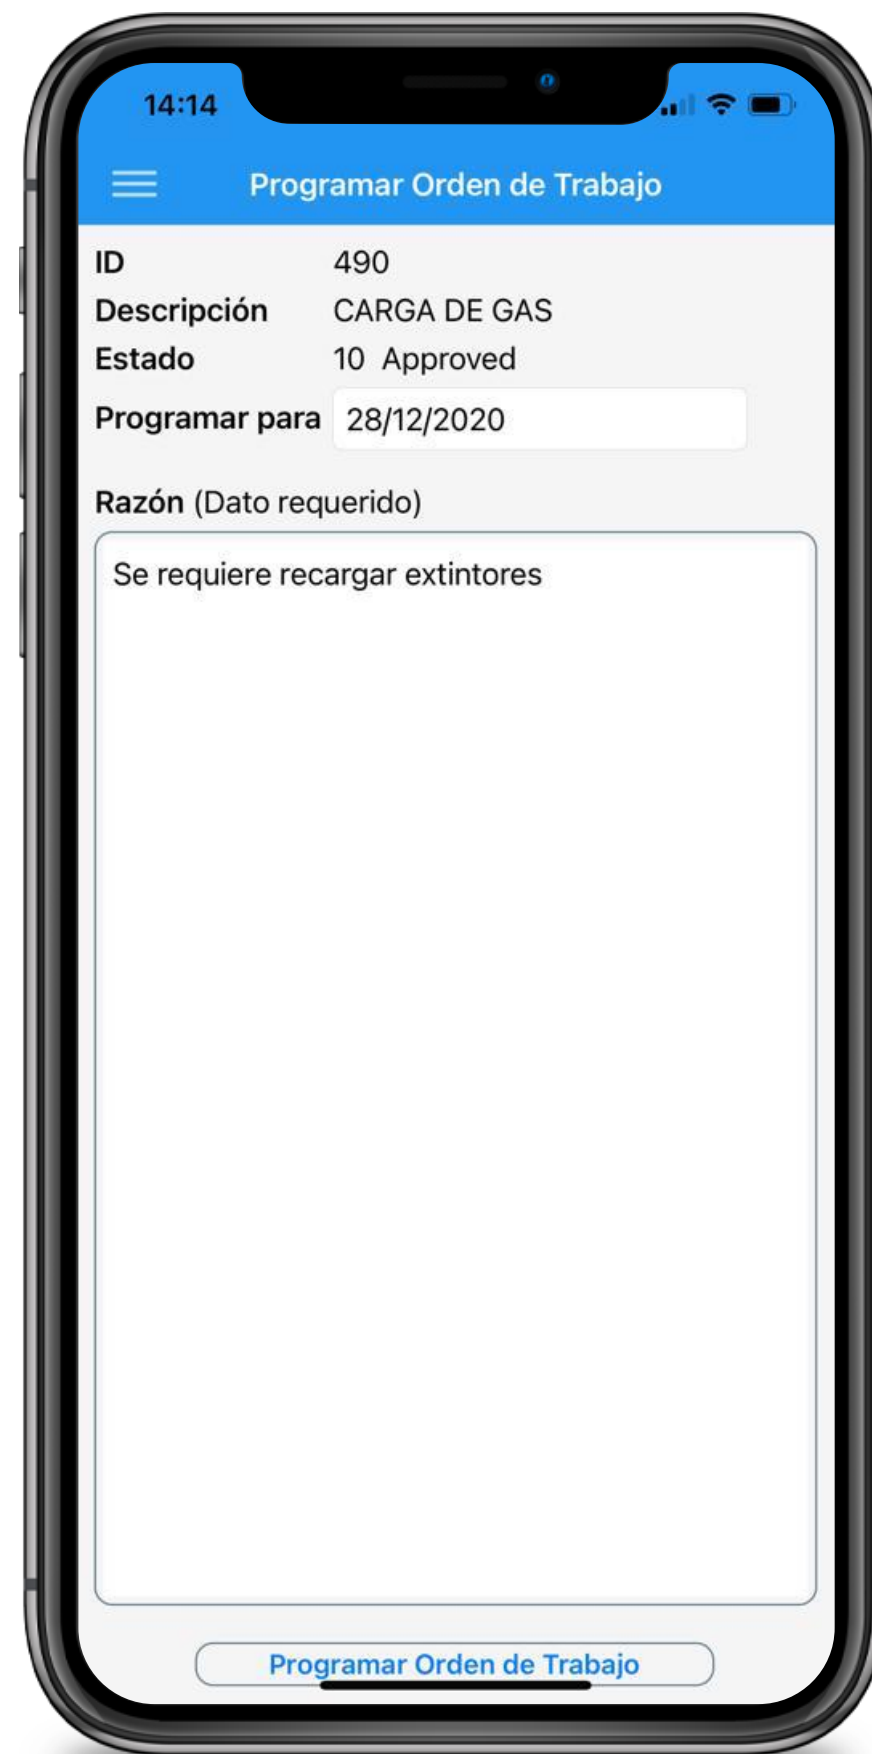 14:14
Programar Orden de Trabajo
ID 490
Descripción CARGA DE GAS
Estado 10 Approved
Programar para 28/12/2020
Razón (Dato requerido)
Se requiere recargar extintores
Programar Orden de Trabajo